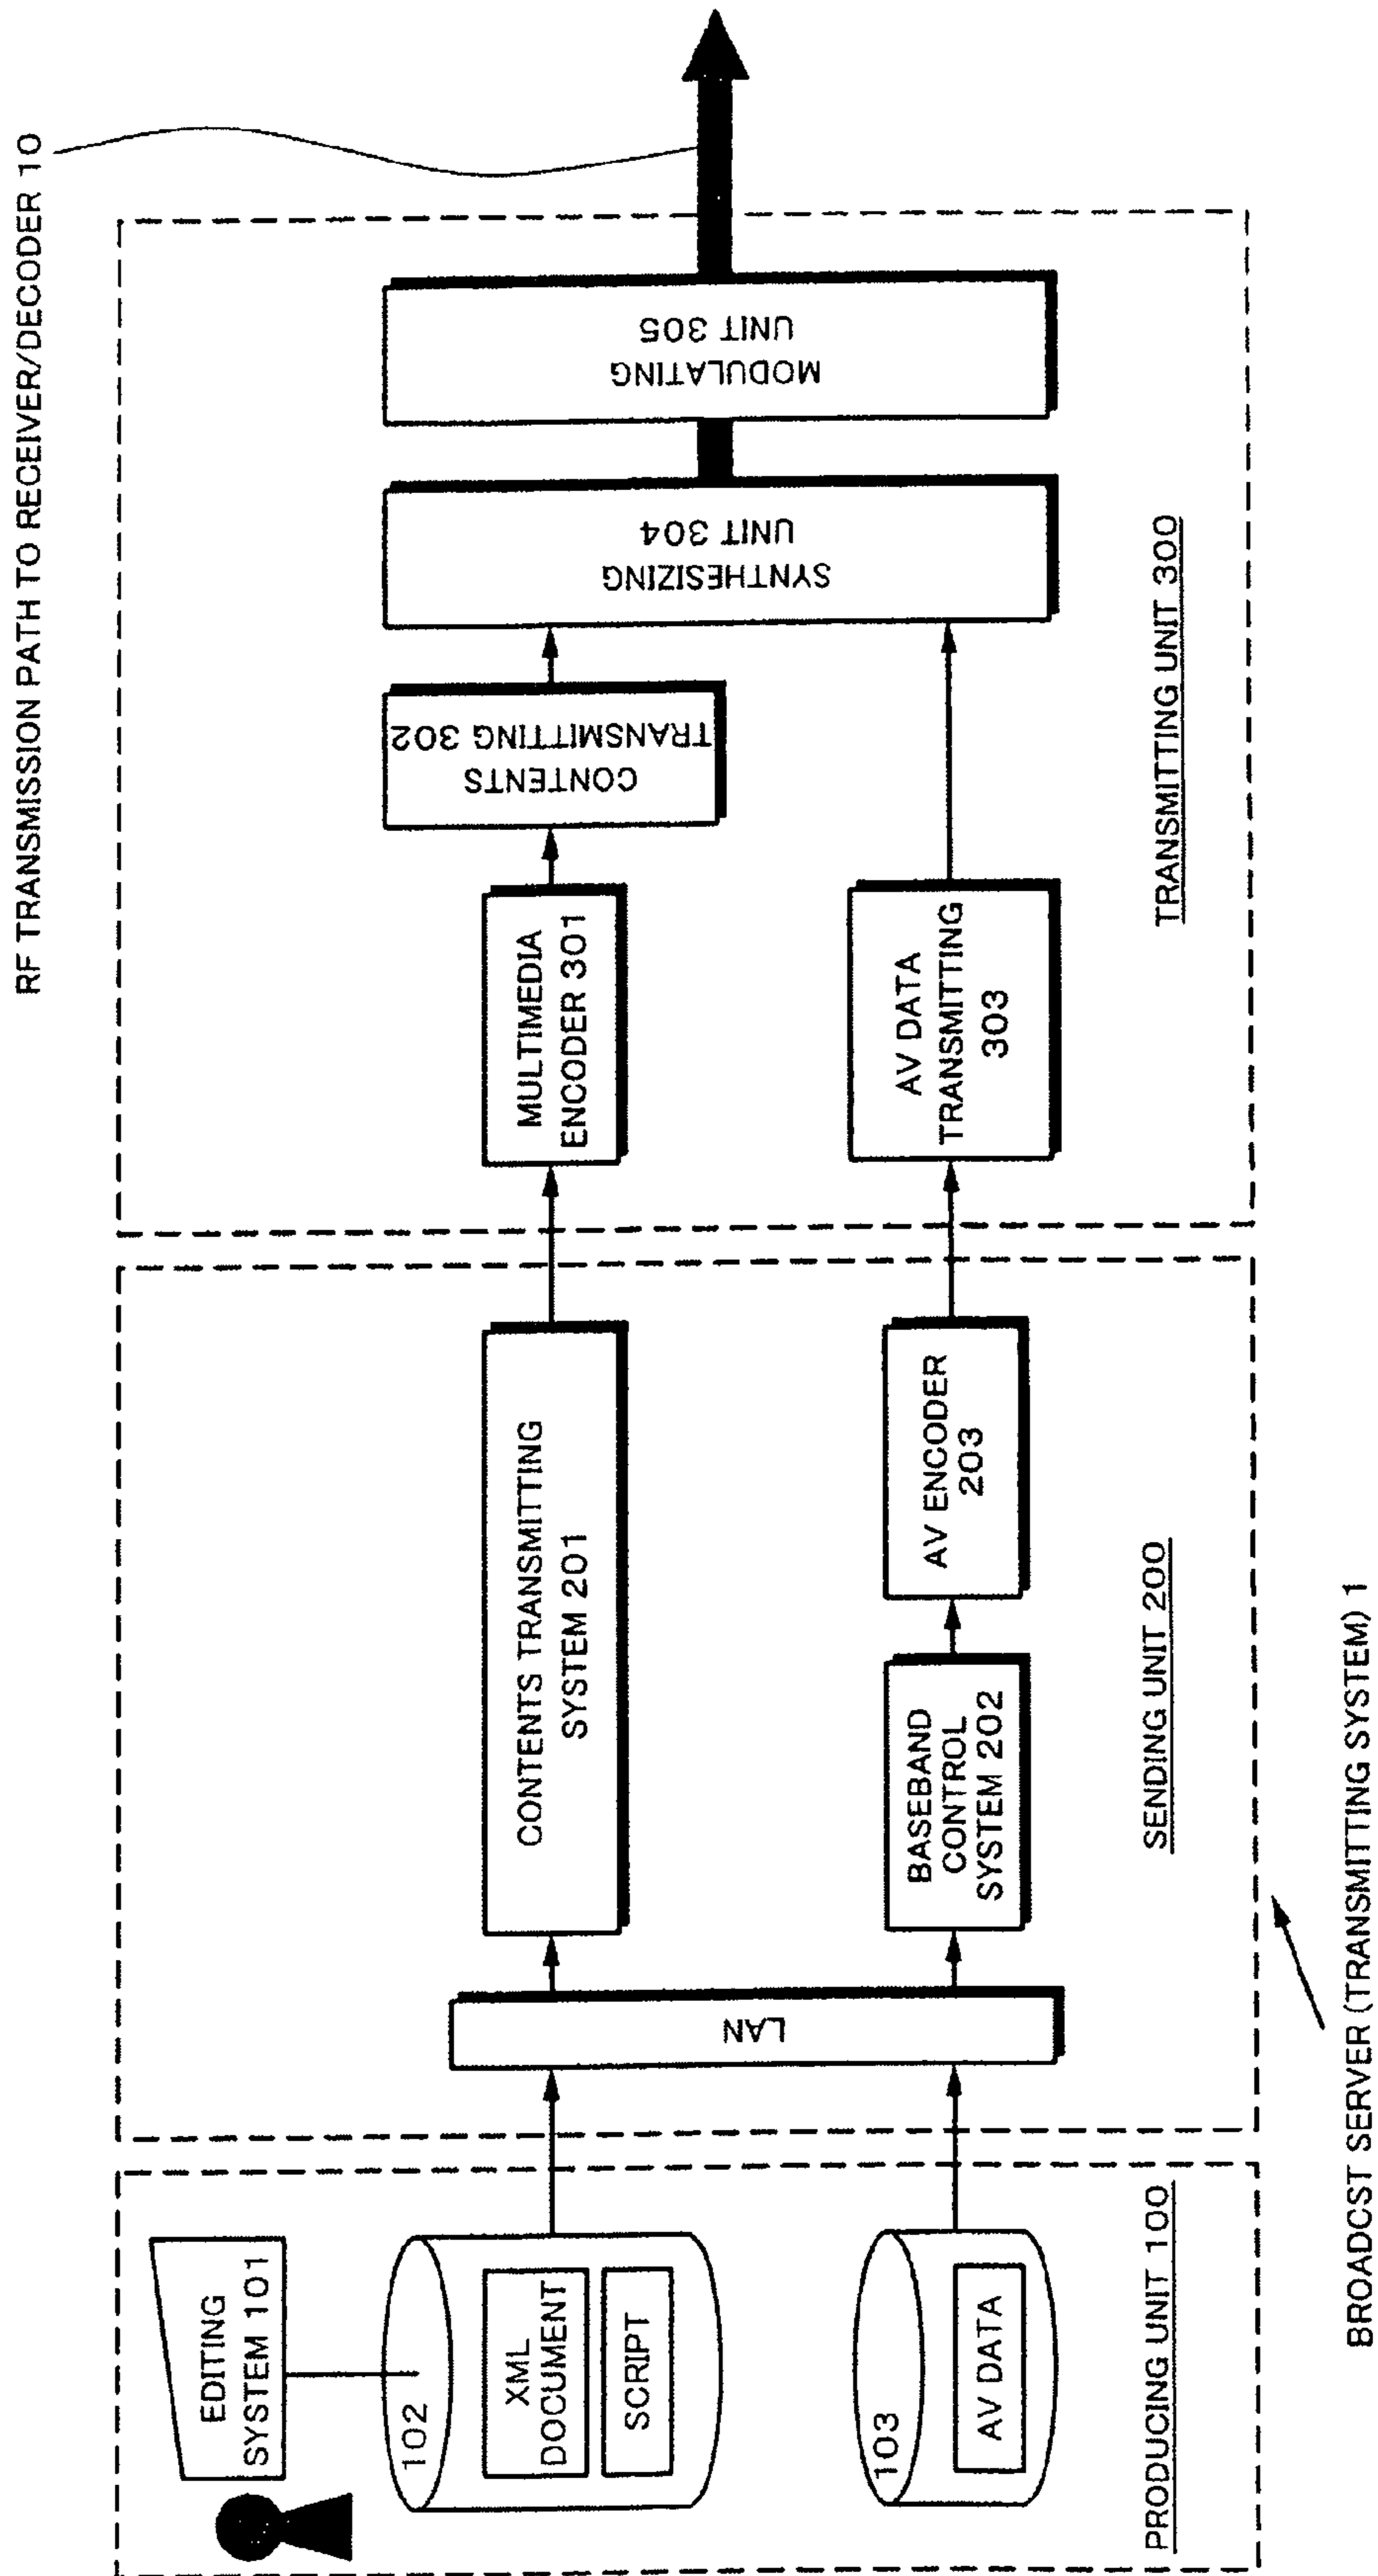 RF TRANSMISSION PATH TO RECEIVER/DECODER 10
EDITING
SYSTEM 101
102
XML
DOCUMENT
SCRIPT
103
AV DATA
PRODUCING UNIT 100
LAN
CONTENTS TRANSMITTING
SYSTEM 201
BASEBAND
CONTROL
SYSTEM 202
AV ENCODER
203
SENDING UNIT 200
MULTIMEDIA
ENCODER 301
CONTENTS
TRANSMITTING 302
AV DATA
TRANSMITTING
303
SYNTHESIZING
UNIT 304
MODULATING
UNIT 305
TRANSMITTING UNIT 300
BROADCST SERVER (TRANSMITTING SYSTEM) 1